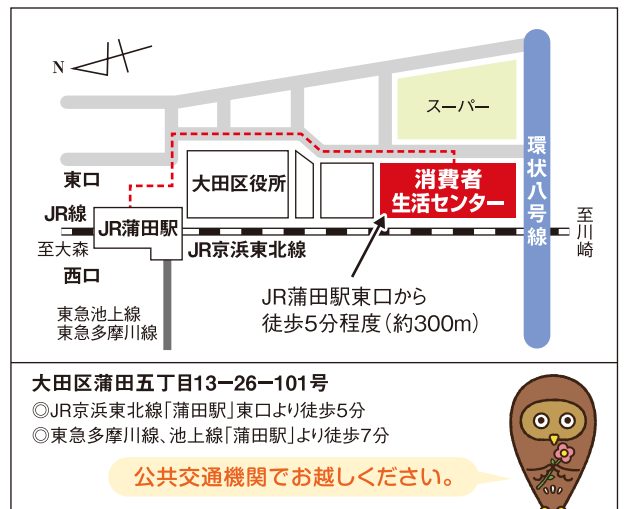 N
スーパー
環状八号線
東口
大田区役所
消費者
生活センター
JR線
JR蒲田駅
至大森
JR京浜東北線
至川崎
西口
東急池上線
東急多摩川線
JR蒲田駅東口から
徒歩5分程度（約300m）
大田区蒲田五丁目13ー26ー101号
◎JR京浜東北線「蒲田駅」東口より徒歩5分
◎東急多摩川線、池上線「蒲田駅」より徒歩7分
公共交通機関でお越しください。